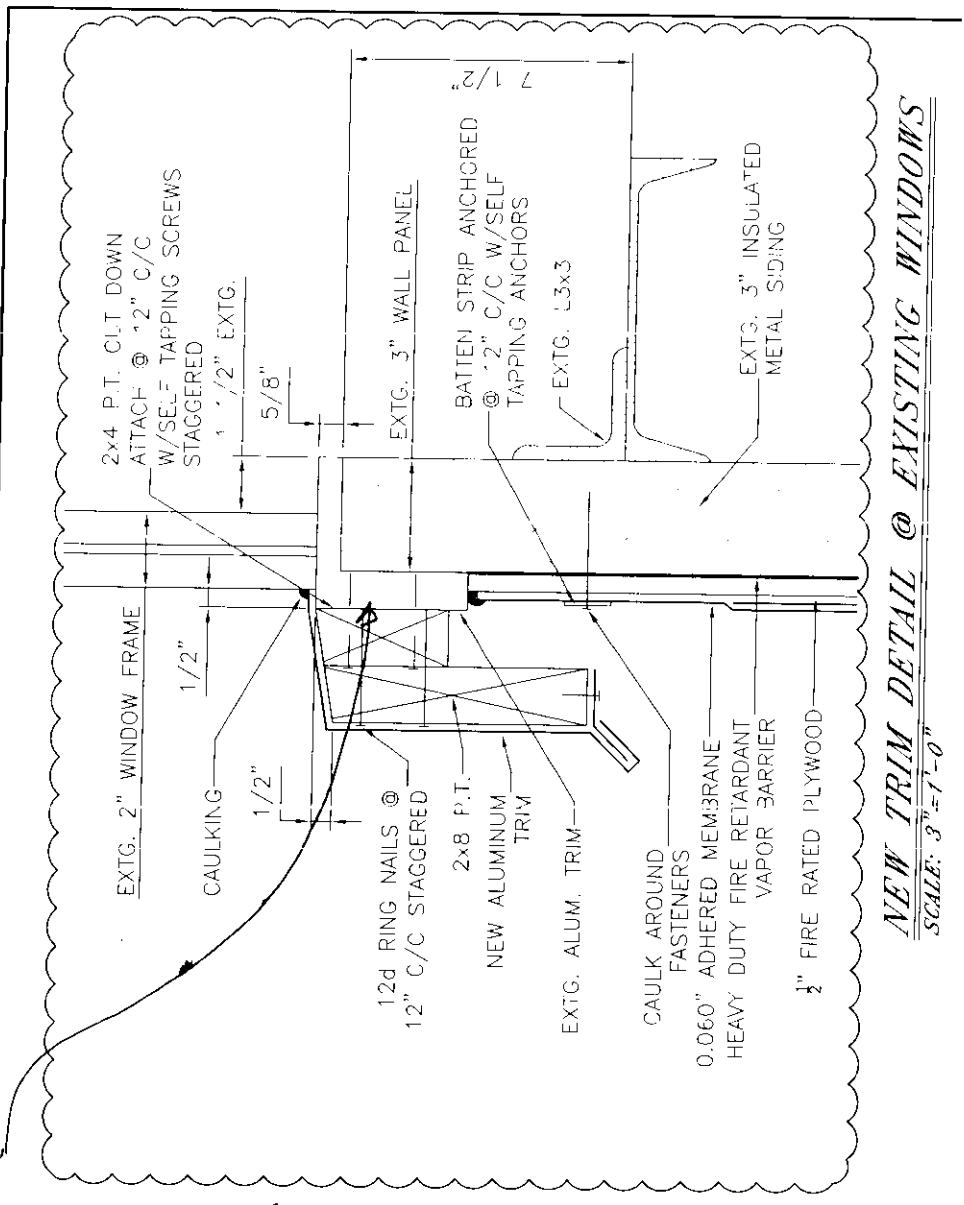 2x4 P.T. CUT DOWN
ATTACH @ 12" C/C
W/SELF TAPPING SCREWS
STAGGERED
1 1/2" EXTG.
5/8"
EXTG. 3" WALL PANEL
7 1/2"
BATTEN STRIP ANCHORED
@ 12" C/C W/SELF
TAPPING ANCHORS
EXTG. L3x3
EXTG. 3" INSULATED
METAL SIDING
EXTG. 2" WINDOW FRAME
1/2"
CAULKING
1/2"
12d RING NAILS @
12" C/C STAGGERED
2x8 P.T.
NEW ALUMINUM
TRIM
EXTG. ALUM. TRIM
CAULK AROUND
FASTENERS
0.060" ADHERED MEMBRANE
HEAVY DUTY FIRE RETARDANT
VAPOR BARRIER
1/2" FIRE RATED PLYWOOD
NEW TRIM DETAIL @ EXISTING WINDOWS
SCALE: 3"=1'-0"